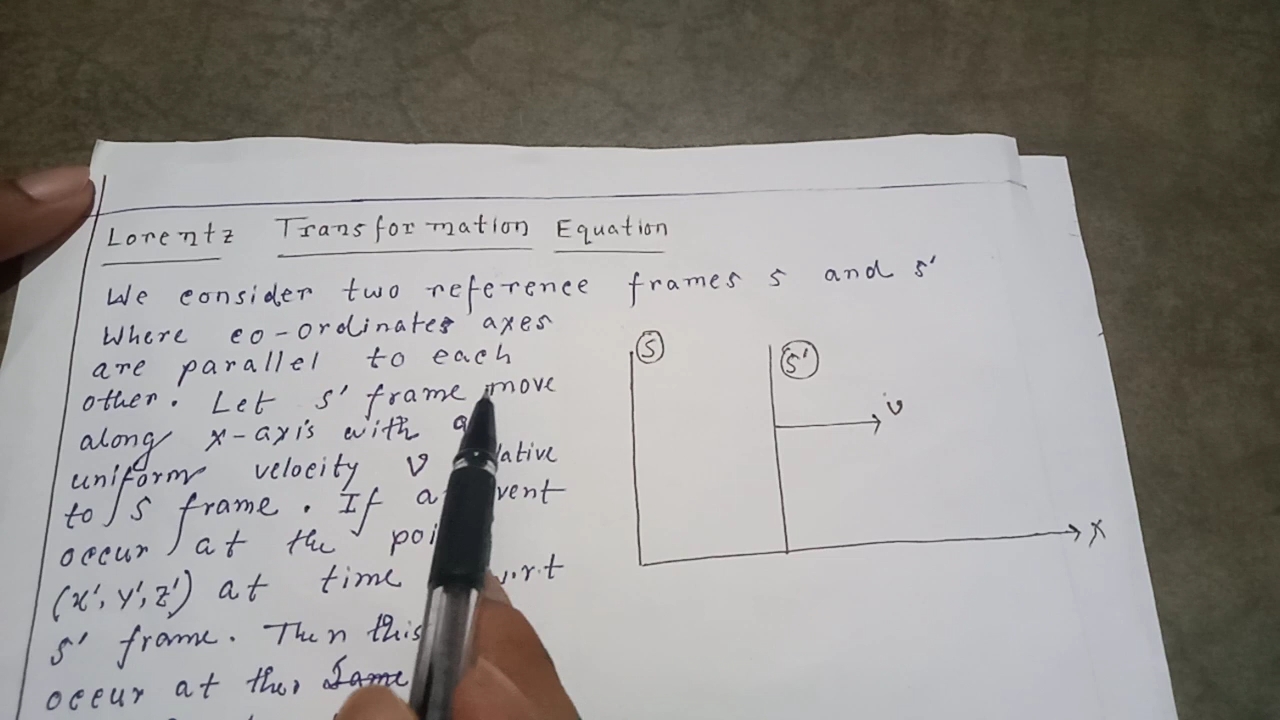 Lorentz Transformation Equation
We consider two reference frames S and S'
Where co-ordinates axes
are parallel to each
other. Let S' frame move
along x-axis with a
uniform velocity v
to S frame. If
occur at the
(x', y', z') at time w.r.t
S' frame. Then this
occur at ther
S
S'
v
X